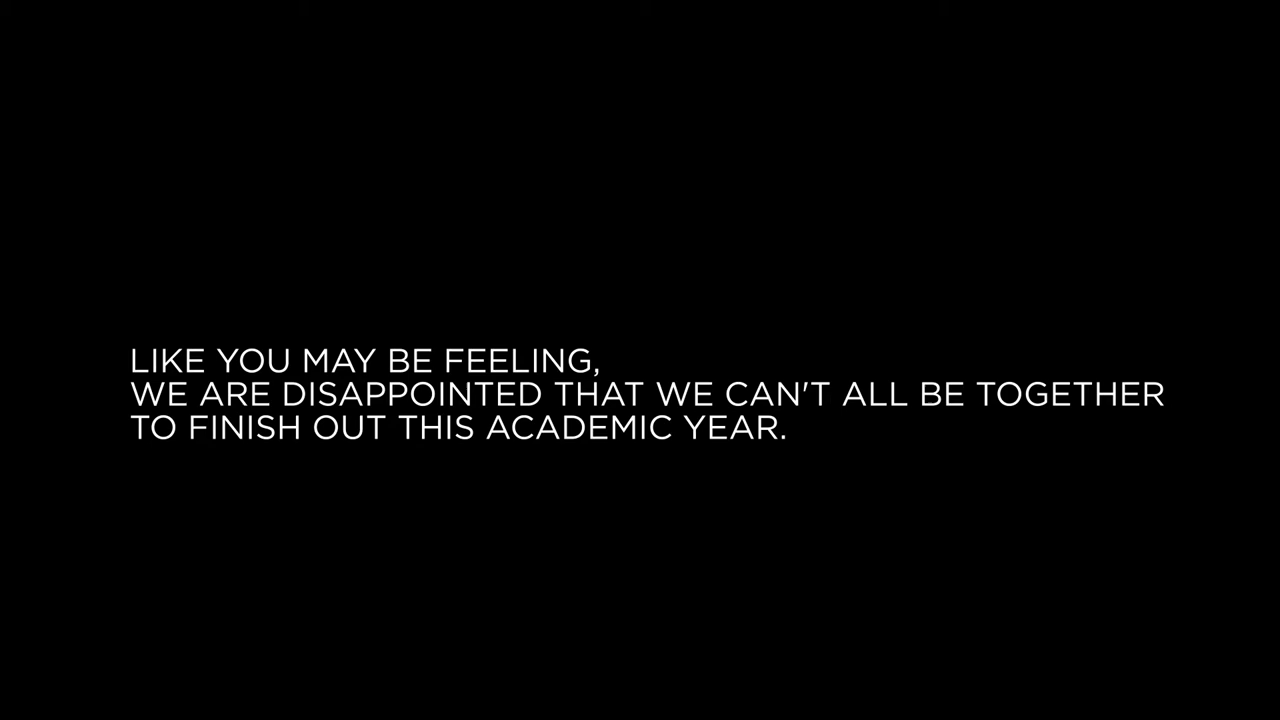 LIKE YOU MAY BE FEELING,
WE ARE DISAPPOINTED THAT WE CAN'T ALL BE TOGETHER
TO FINISH OUT THIS ACADEMIC YEAR.